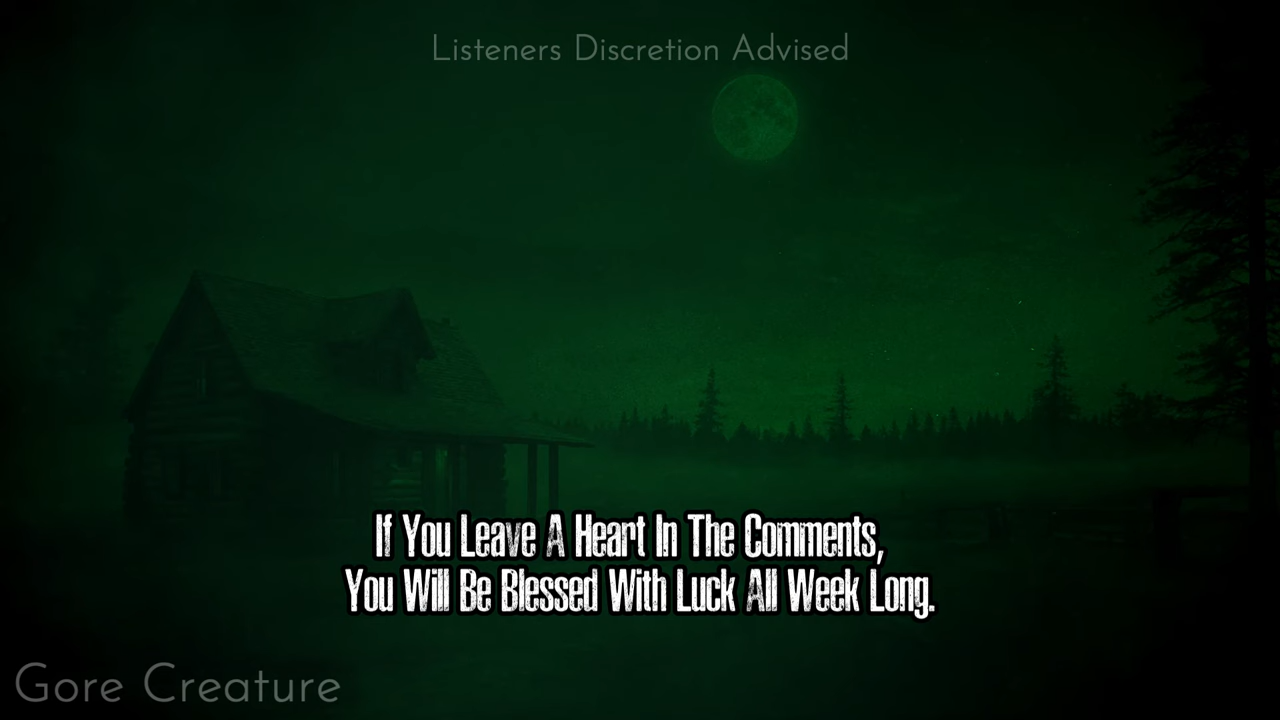 Listeners Discretion Advised
If You Leave A Heart In The Comments,
You Will Be Blessed With Luck All Week Long.
Gore Creature